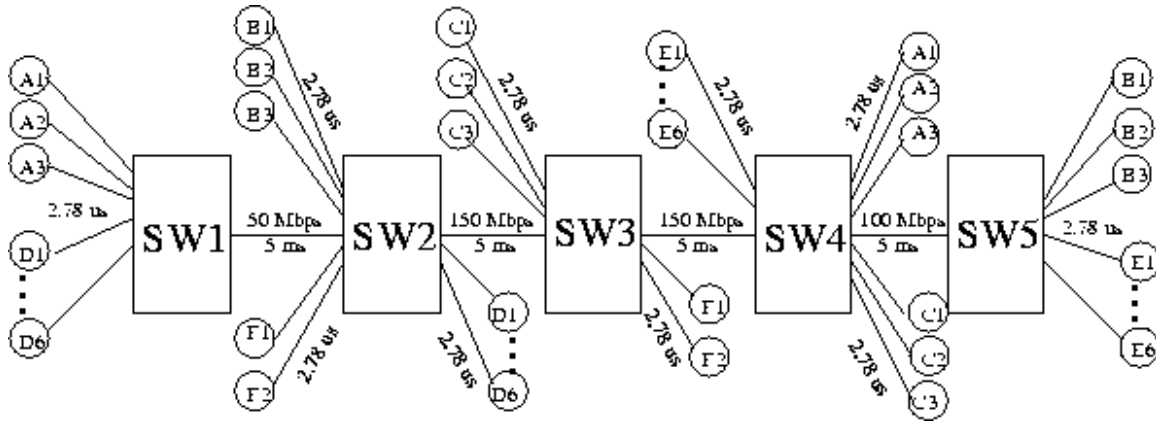 A1
A2
A3
2.78 us
D1
D6
SW1
50 Mbps
5 ms
B1
B2
B3
2.78 us
F1
F2
2.78 us
SW2
150 Mbps
5 ms
C1
C2
C3
2.78 us
D1
D6
2.78 us
SW3
150 Mbps
5 ms
E1
E6
2.78 us
F1
F2
2.78 us
SW4
100 Mbps
5 ms
A1
A2
A3
2.78 us
C1
C2
C3
2.78 us
SW5
B1
B2
B3
2.78 us
E1
E6